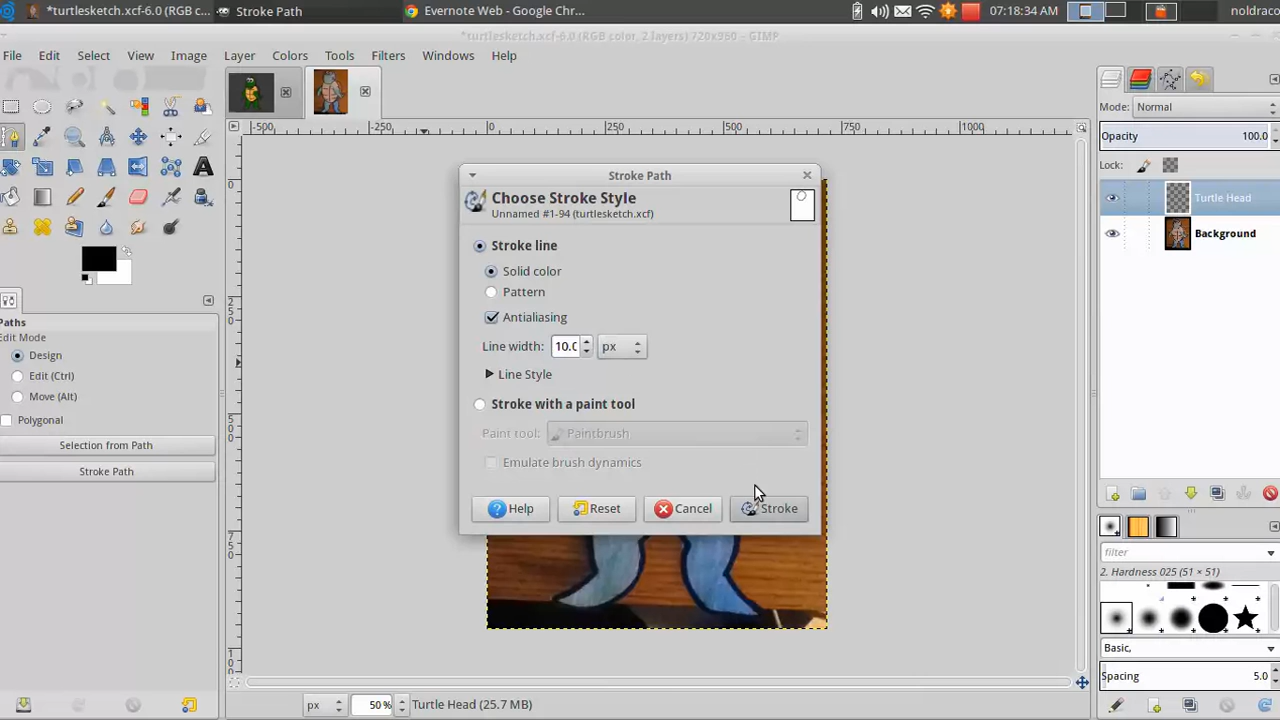 *turtlesketch.xcf-6.0 (RGB c...
Stroke Path
Evernote Web - Google Chr...
07:18:34 AM
noldraco
*turtlesketch.xcf-6.0 (RGB color, 2 layers) 720x960 – GIMP
File Edit Select View Image Layer Colors Tools Filters Windows Help
-500 -250 0 250 500 750 1000
Mode: Normal
Opacity 100.0
Lock:
Turtle Head
Background
Stroke Path
Choose Stroke Style
Unnamed #1-94 (turtlesketch.xcf)
Stroke line
Solid color
Pattern
Antialiasing
Line width: 10.0 px
Line Style
Stroke with a paint tool
Paint tool: Paintbrush
Emulate brush dynamics
Help Reset Cancel Stroke
Paths
Edit Mode
Design
Edit (Ctrl)
Move (Alt)
Polygonal
Selection from Path
Stroke Path
filter
2. Hardness 025 (51 × 51)
Basic,
Spacing 5.0
px 50% Turtle Head (25.7 MB)